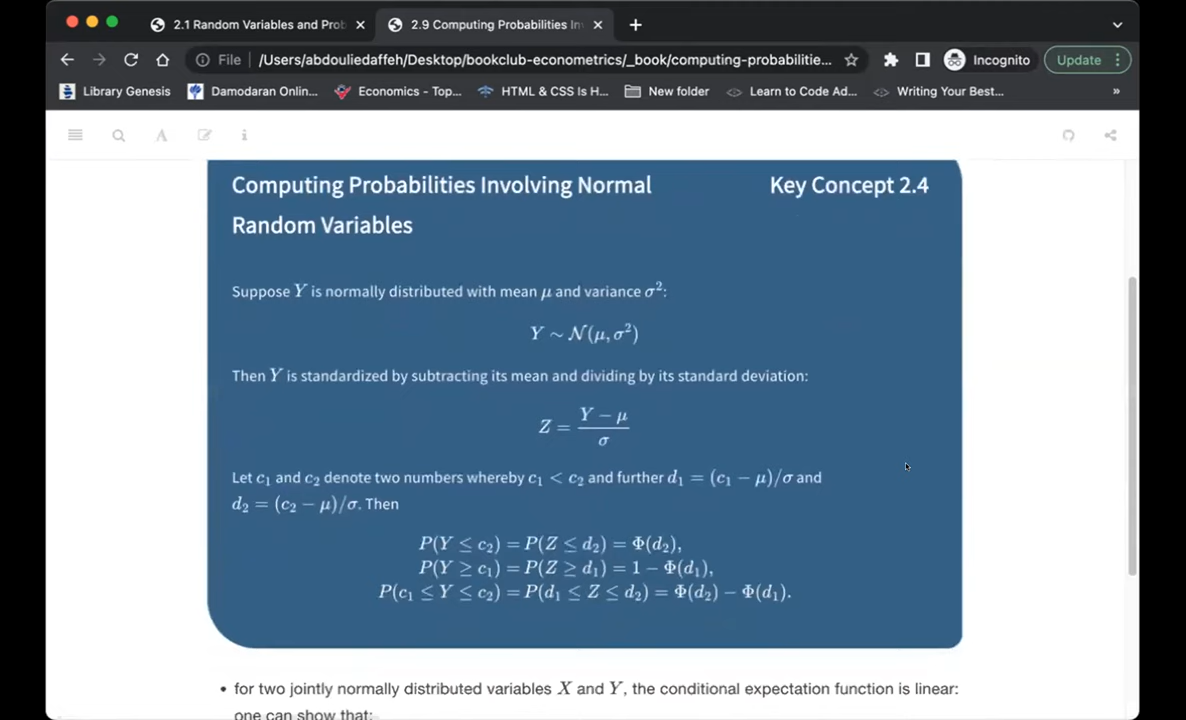 2.1 Random Variables and Prob
2.9 Computing Probabilities In
File /Users/abdouliedaffeh/Desktop/bookclub-econometrics/_book/computing-probabilitie... Incognito Update
Library Genesis Damodaran Onlin... Economics - Top... HTML & CSS Is H... New folder Learn to Code Ad... Writing Your Best... »
Computing Probabilities Involving Normal Key Concept 2.4
Random Variables
Suppose Y is normally distributed with mean μ and variance σ²:
Y ∼ N(μ, σ²)
Then Y is standardized by subtracting its mean and dividing by its standard deviation:
Z = (Y − μ) / σ
Let c₁ and c₂ denote two numbers whereby c₁ < c₂ and further d₁ = (c₁ − μ)/σ and
d₂ = (c₂ − μ)/σ. Then
P(Y ≤ c₂) = P(Z ≤ d₂) = Φ(d₂),
P(Y ≥ c₁) = P(Z ≥ d₁) = 1 − Φ(d₁),
P(c₁ ≤ Y ≤ c₂) = P(d₁ ≤ Z ≤ d₂) = Φ(d₂) − Φ(d₁).
• for two jointly normally distributed variables X and Y, the conditional expectation function is linear:
one can show that: